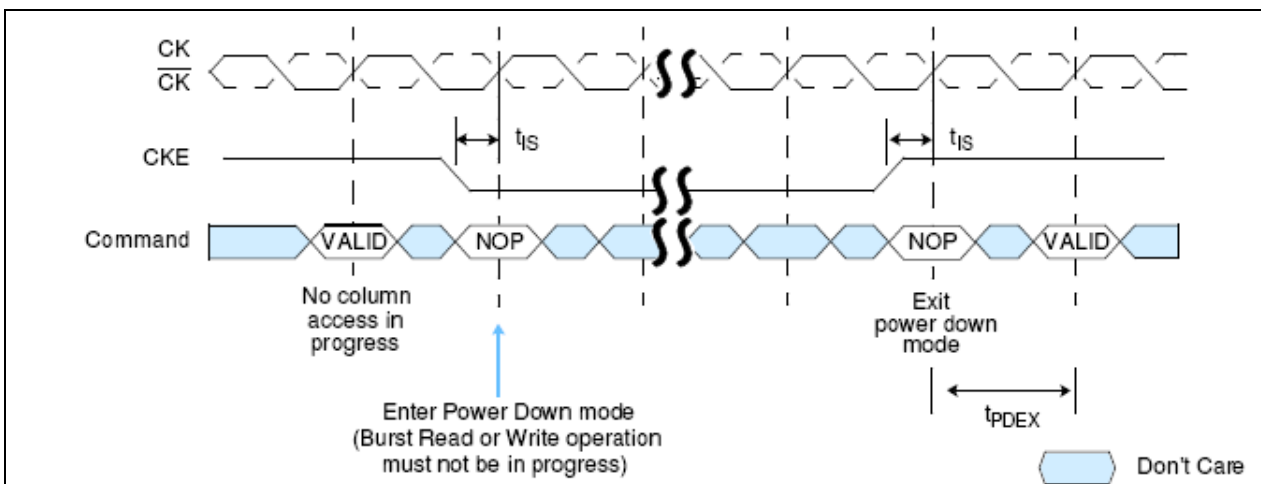 CK
CK
tIS
tIS
CKE
Command
VALID
NOP
NOP
VALID
No column
access in
progress
Exit
power down
mode
Enter Power Down mode
(Burst Read or Write operation
must not be in progress)
tPDEX
Don't Care